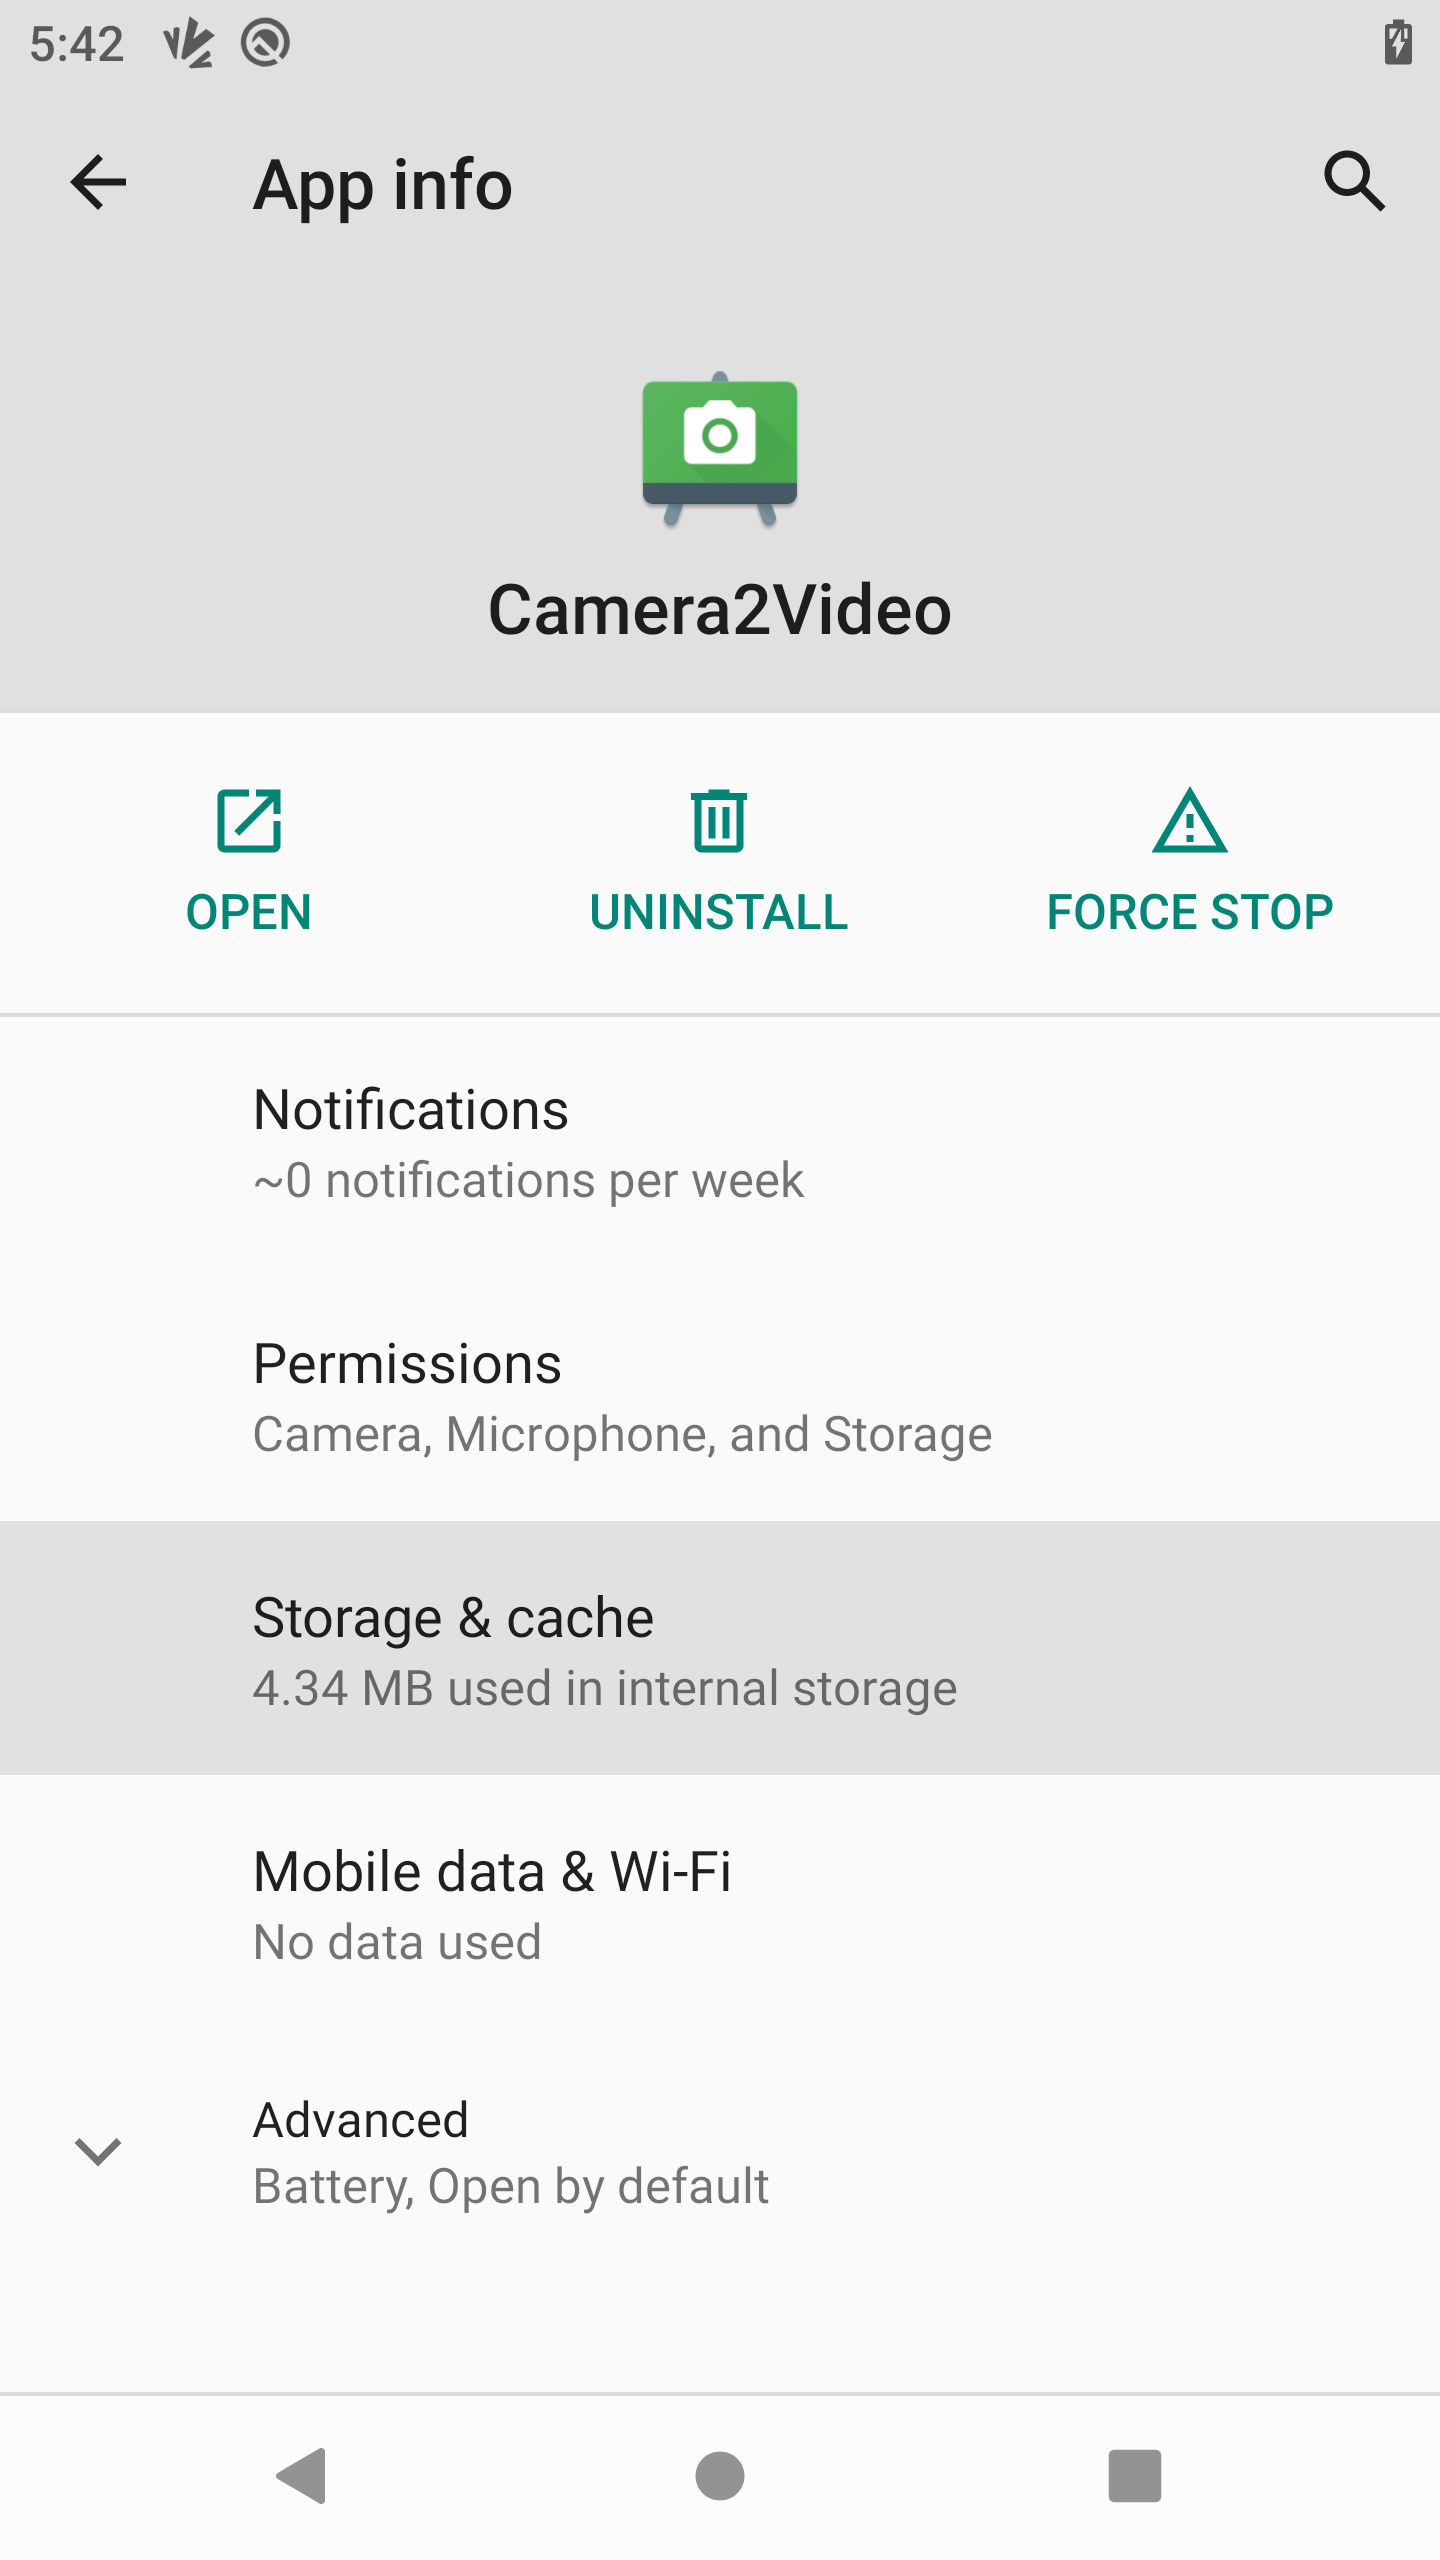 5:42
App info
Camera2Video
OPEN
UNINSTALL
FORCE STOP
Notifications
~0 notifications per week
Permissions
Camera, Microphone, and Storage
Storage & cache
4.34 MB used in internal storage
Mobile data & Wi-Fi
No data used
Advanced
Battery, Open by default